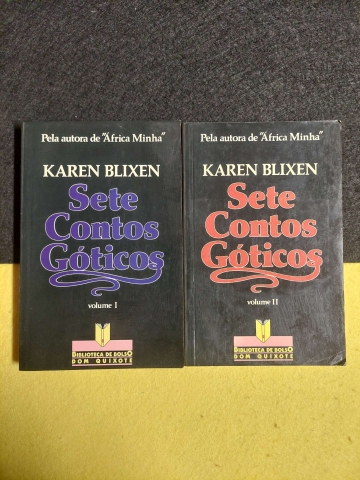 Pela autora de "África Minha"
KAREN BLIXEN
Sete
Contos
Góticos
volume I
BIBLIOTECA DE BOLSO
DOM QUIXOTE
Pela autora de "África Minha"
KAREN BLIXEN
Sete
Contos
Góticos
volume II
BIBLIOTECA DE BOLSO
DOM QUIXOTE